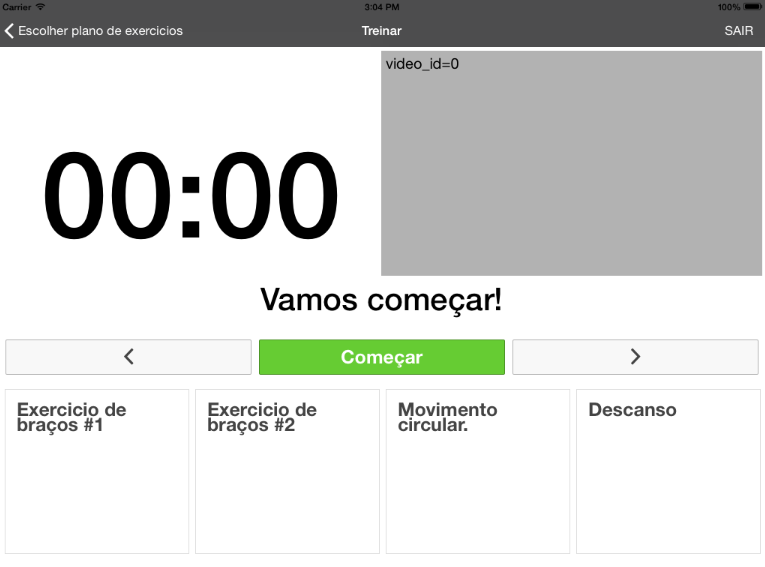 Carrier 3:04 PM 100%
Escolher plano de exercicios Treinar SAIR
video_id=0
00:00
Vamos começar!
Começar
Exercicio de
braços #1
Exercicio de
braços #2
Movimento
circular.
Descanso